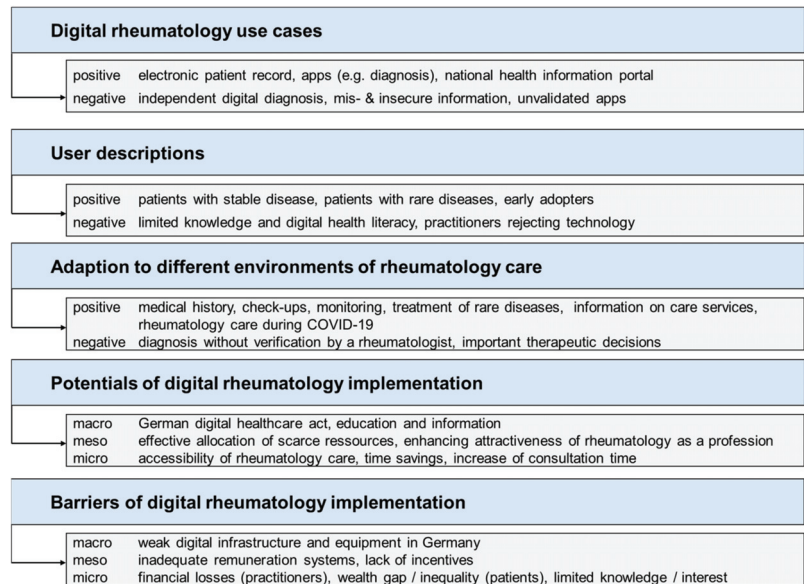 Digital rheumatology use cases
positive electronic patient record, apps (e.g. diagnosis), national health information portal
negative independent digital diagnosis, mis- & insecure information, unvalidated apps
User descriptions
positive patients with stable disease, patients with rare diseases, early adopters
negative limited knowledge and digital health literacy, practitioners rejecting technology
Adaption to different environments of rheumatology care
positive medical history, check-ups, monitoring, treatment of rare diseases, information on care services,
rheumatology care during COVID-19
negative diagnosis without verification by a rheumatologist, important therapeutic decisions
Potentials of digital rheumatology implementation
macro German digital healthcare act, education and information
meso effective allocation of scarce ressources, enhancing attractiveness of rheumatology as a profession
micro accessibility of rheumatology care, time savings, increase of consultation time
Barriers of digital rheumatology implementation
macro weak digital infrastructure and equipment in Germany
meso inadequate remuneration systems, lack of incentives
micro financial losses (practitioners), wealth gap / inequality (patients), limited knowledge / interest